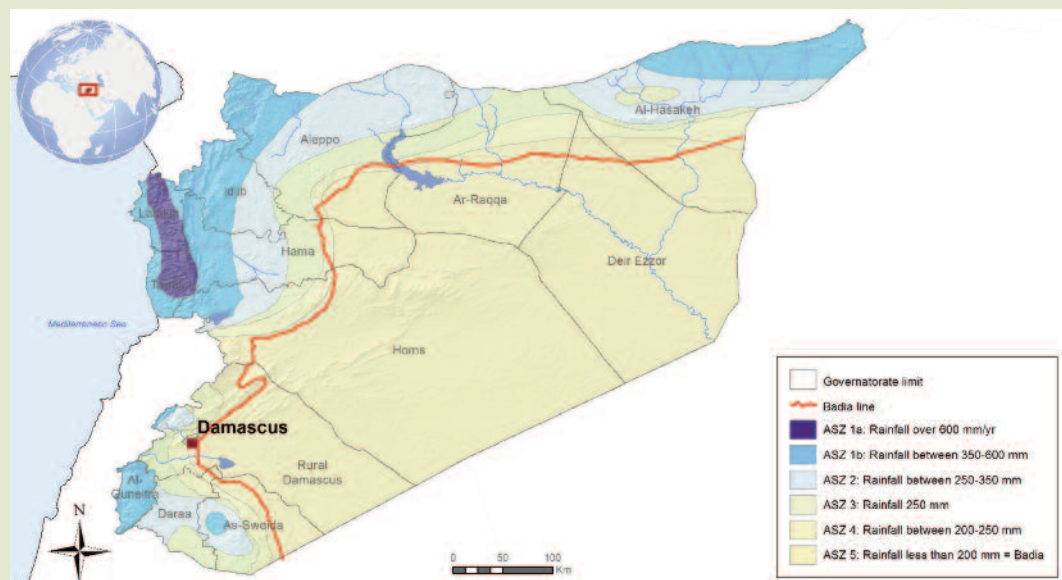 Al-Hasakeh
Aleppo
Idlib
Ar-Raqqa
Latakia
Hama
Deir Ezzor
Mediterranean Sea
Homs
Damascus
Rural
Damascus
Al-
Quneitra
Daraa
As-Sweida
N
0 50 100
Km
Governatorate limit
Badia line
ASZ 1a: Rainfall over 600 mm/yr
ASZ 1b: Rainfall between 350-600 mm
ASZ 2: Rainfall between 250-350 mm
ASZ 3: Rainfall 250 mm
ASZ 4: Rainfall between 200-250 mm
ASZ 5: Rainfall less than 200 mm = Badia